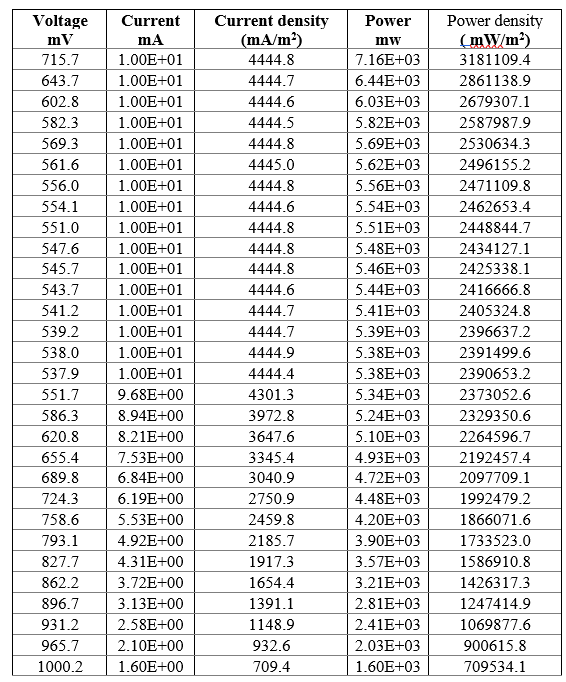 Voltage Current Current density Power Power density
mV mA (mA/m²) mw ( mW/m²)
715.7 1.00E+01 4444.8 7.16E+03 3181109.4
643.7 1.00E+01 4444.7 6.44E+03 2861138.9
602.8 1.00E+01 4444.6 6.03E+03 2679307.1
582.3 1.00E+01 4444.5 5.82E+03 2587987.9
569.3 1.00E+01 4444.8 5.69E+03 2530634.3
561.6 1.00E+01 4445.0 5.62E+03 2496155.2
556.0 1.00E+01 4444.8 5.56E+03 2471109.8
554.1 1.00E+01 4444.6 5.54E+03 2462653.4
551.0 1.00E+01 4444.8 5.51E+03 2448844.7
547.6 1.00E+01 4444.8 5.48E+03 2434127.1
545.7 1.00E+01 4444.8 5.46E+03 2425338.1
543.7 1.00E+01 4444.6 5.44E+03 2416666.8
541.2 1.00E+01 4444.7 5.41E+03 2405324.8
539.2 1.00E+01 4444.7 5.39E+03 2396637.2
538.0 1.00E+01 4444.9 5.38E+03 2391499.6
537.9 1.00E+01 4444.4 5.38E+03 2390653.2
551.7 9.68E+00 4301.3 5.34E+03 2373052.6
586.3 8.94E+00 3972.8 5.24E+03 2329350.6
620.8 8.21E+00 3647.6 5.10E+03 2264596.7
655.4 7.53E+00 3345.4 4.93E+03 2192457.4
689.8 6.84E+00 3040.9 4.72E+03 2097709.1
724.3 6.19E+00 2750.9 4.48E+03 1992479.2
758.6 5.53E+00 2459.8 4.20E+03 1866071.6
793.1 4.92E+00 2185.7 3.90E+03 1733523.0
827.7 4.31E+00 1917.3 3.57E+03 1586910.8
862.2 3.72E+00 1654.4 3.21E+03 1426317.3
896.7 3.13E+00 1391.1 2.81E+03 1247414.9
931.2 2.58E+00 1148.9 2.41E+03 1069877.6
965.7 2.10E+00 932.6 2.03E+03 900615.8
1000.2 1.60E+00 709.4 1.60E+03 709534.1